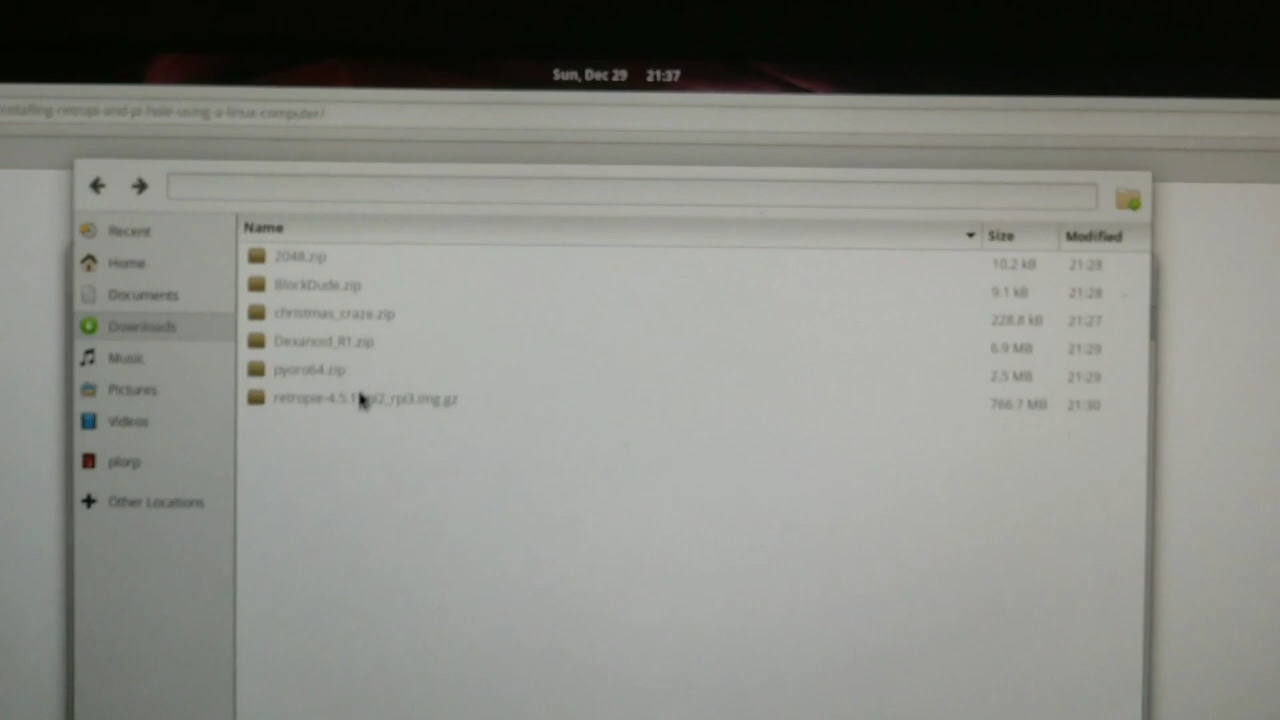 Sun, Dec 29 21:37
installing-retropi-and-pi-hole-using-a-linux-computer/
Name Size Modified
Recent
Home
Documents
Downloads
Music
Pictures
Videos
plorp
Other Locations
2048.zip 10.2 kB 21:28
BlockDude.zip 9.1 kB 21:28
christmas_craze.zip 228.8 kB 21:27
Dexanoid_R1.zip 6.9 MB 21:29
pyoro64.zip 2.5 MB 21:29
766.7 MB 21:30